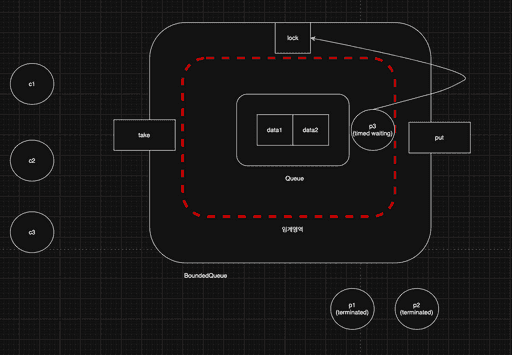 lock
c1
data1
data2
p3
(timed waiting)
take
put
c2
Queue
c3
임계영역
BoundedQueue
p1
(terminated)
p2
(terminated)